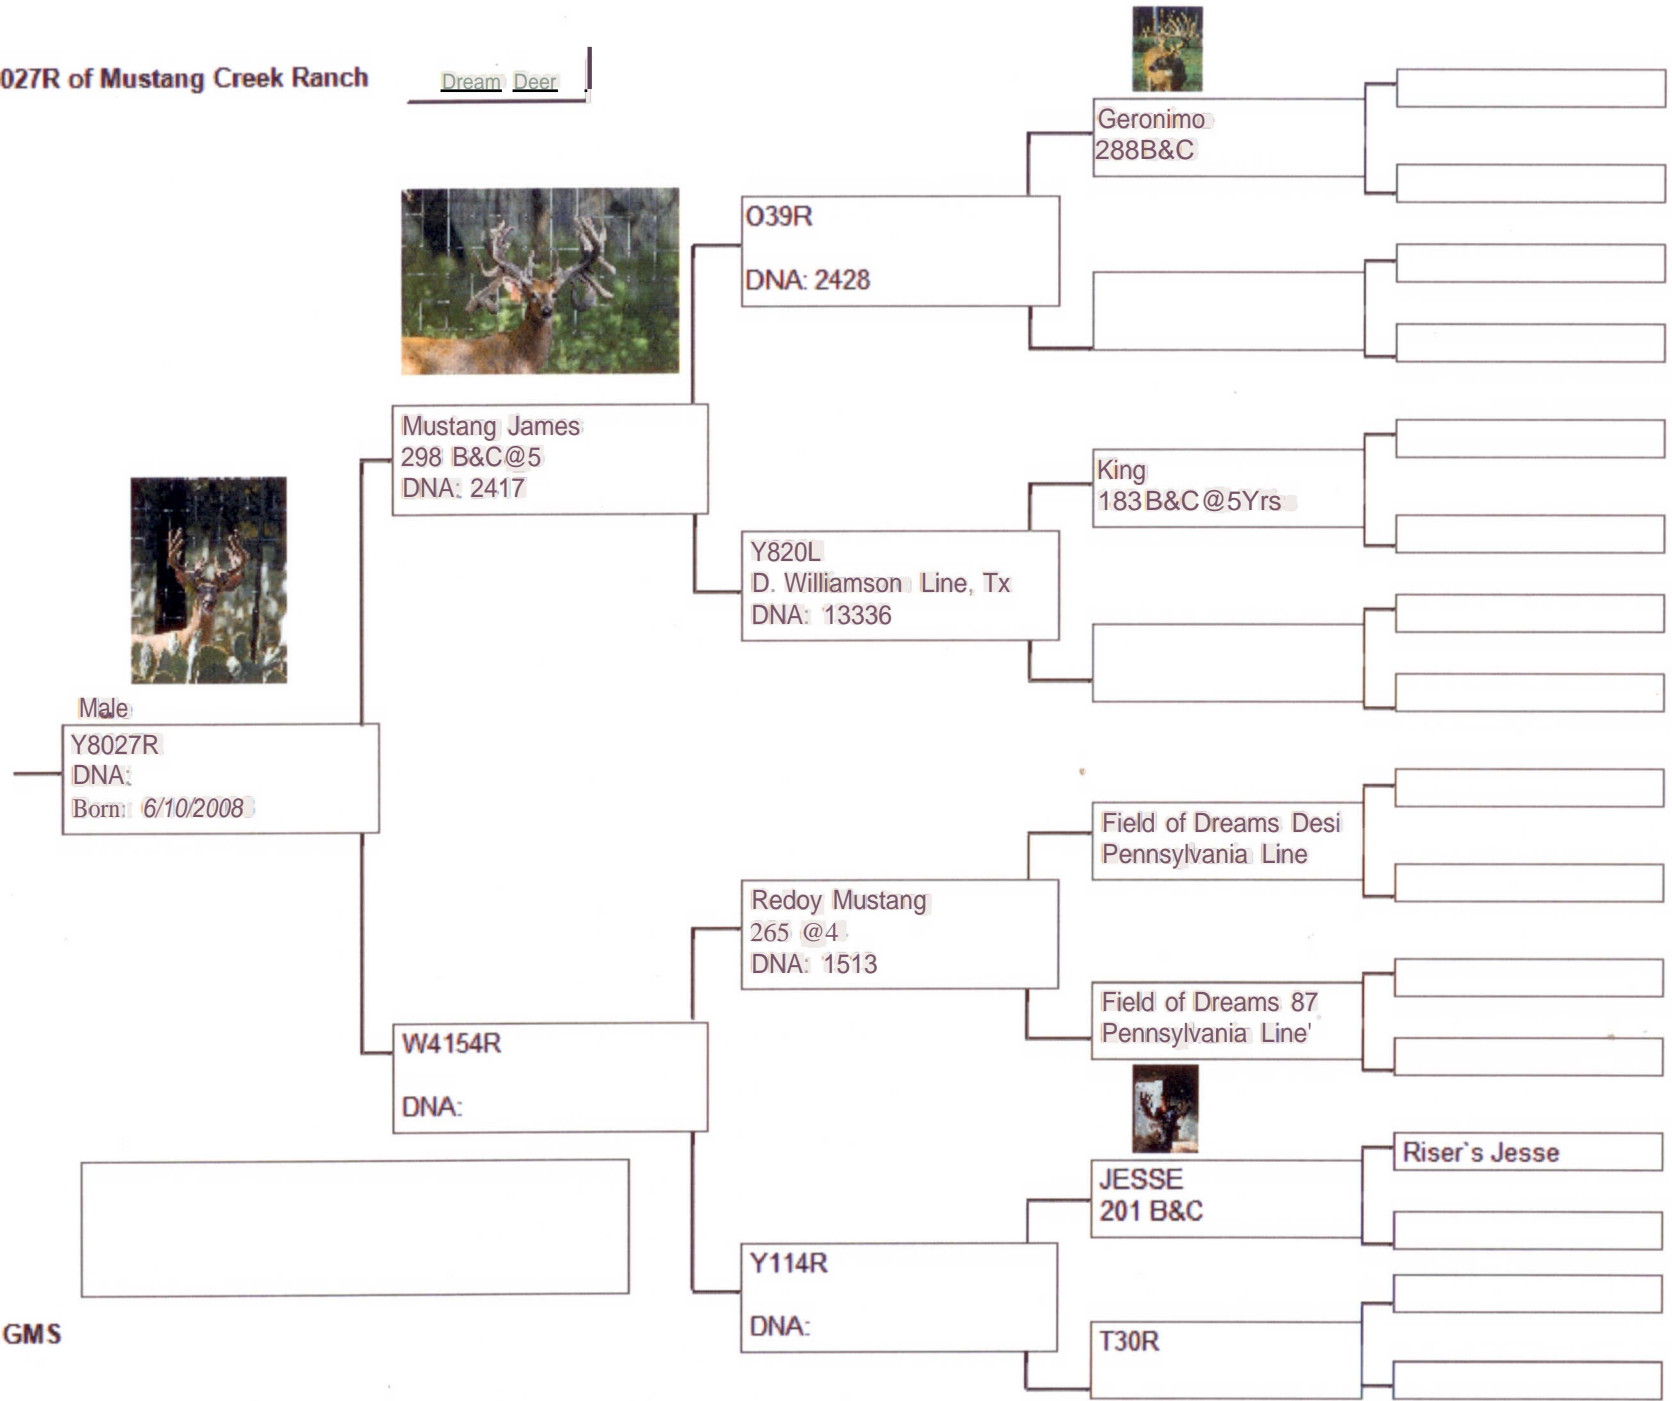 027R of Mustang Creek Ranch
Dream Deer
Geronimo
288B&C
O39R
DNA: 2428
Mustang James
298 B&C@5
DNA: 2417
King
183B&C@5Yrs
Y820L
D. Williamson Line, Tx
DNA: 13336
Male
Y8027R
DNA:
Born: 6/10/2008
Field of Dreams Desi
Pennsylvania Line
Redoy Mustang
265 @4
DNA: 1513
Field of Dreams 87
Pennsylvania Line'
W4154R
DNA:
Riser`s Jesse
JESSE
201 B&C
Y114R
DNA:
T30R
GMS